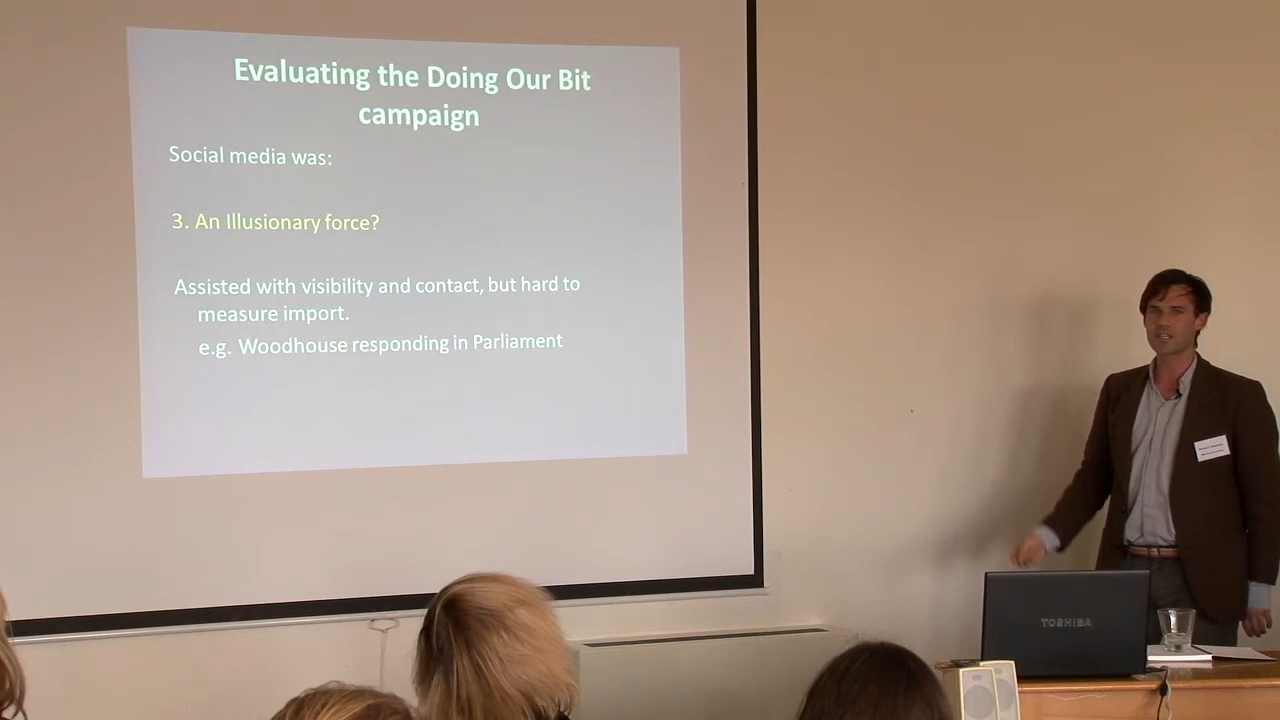 Evaluating the Doing Our Bit
campaign
Social media was:
3. An Illusionary force?
Assisted with visibility and contact, but hard to
measure import.
e.g. Woodhouse responding in Parliament
TOSHIBA